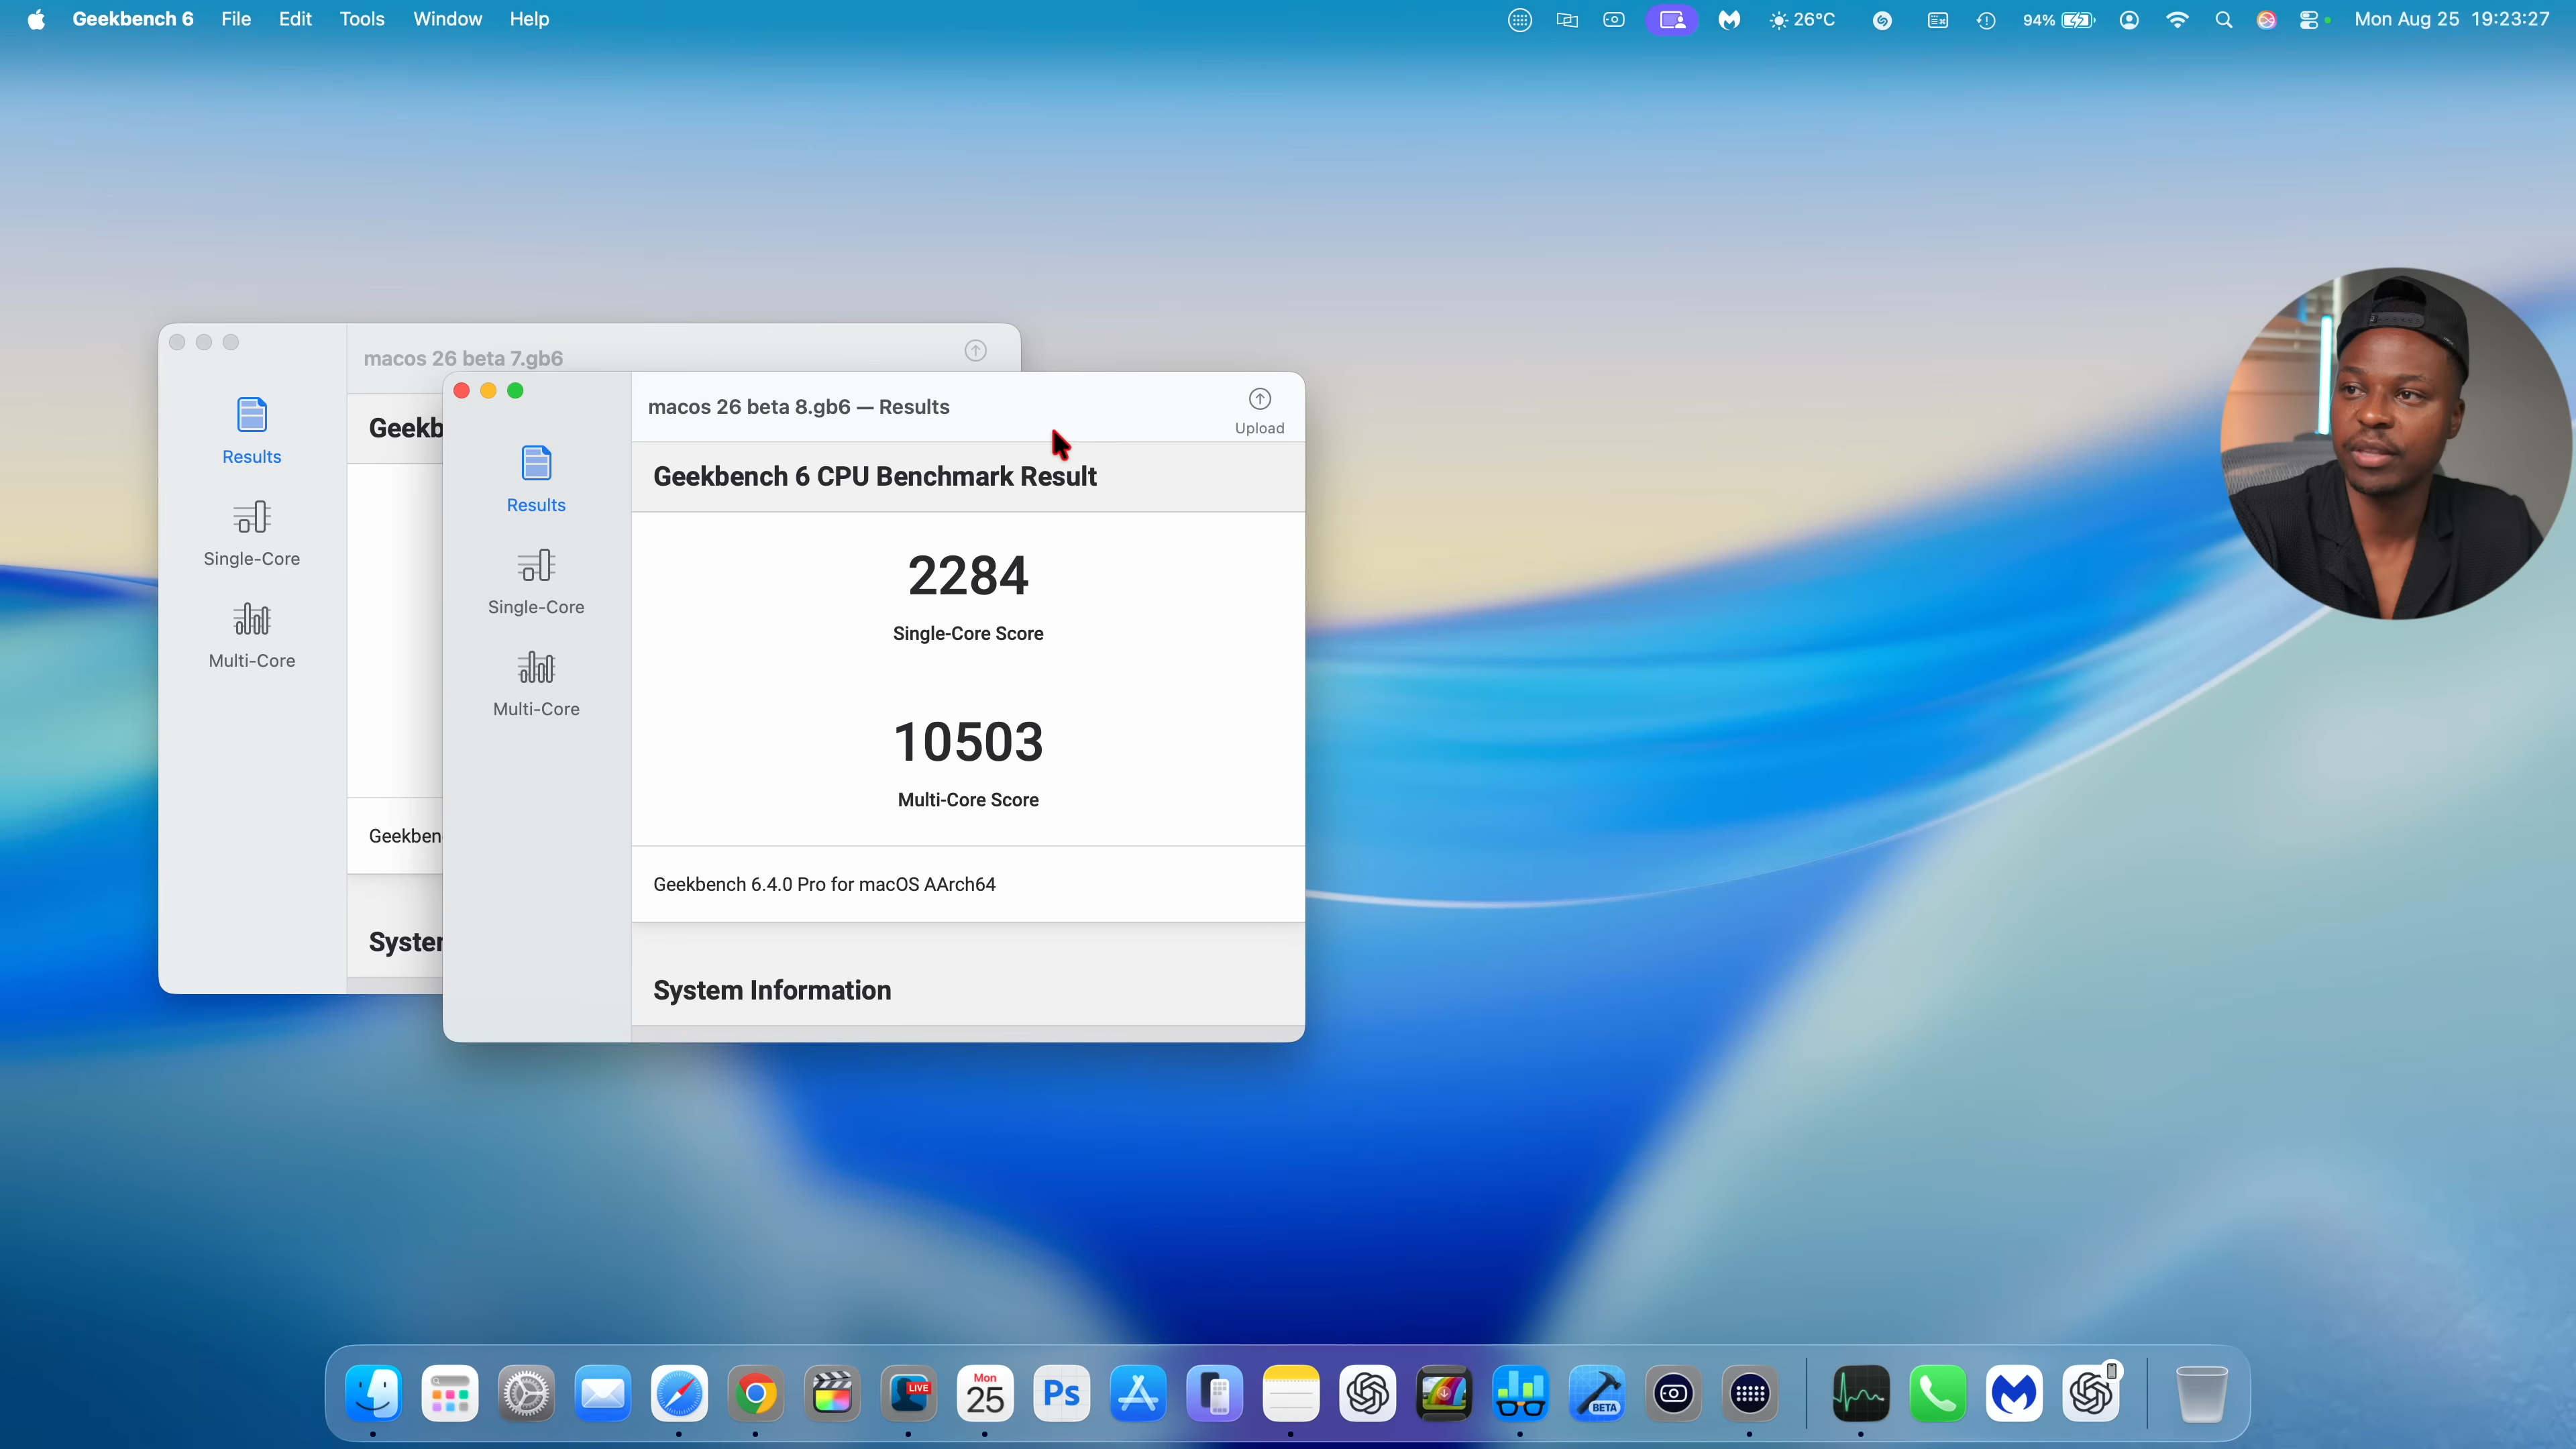 Geekbench 6 File Edit Tools Window Help 26°C 94% Mon Aug 25 19:23:27
macos 26 beta 7.gb6
Results
Single-Core
Multi-Core
Geekb
Geekben
Syster
macos 26 beta 8.gb6 — Results
Upload
Results
Single-Core
Multi-Core
Geekbench 6 CPU Benchmark Result
2284
Single-Core Score
10503
Multi-Core Score
Geekbench 6.4.0 Pro for macOS AArch64
System Information
LIVE
Mon
25
Ps
BETA